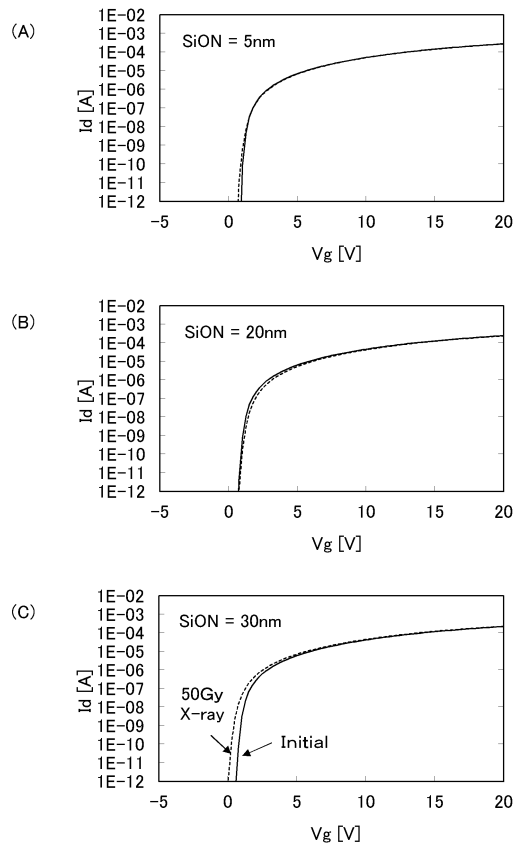 (A)
SiON = 5nm
Id [A]
1E-02
1E-03
1E-04
1E-05
1E-06
1E-07
1E-08
1E-09
1E-10
1E-11
1E-12
-5 0 5 10 15 20
Vg [V]
(B)
SiON = 20nm
Id [A]
1E-02
1E-03
1E-04
1E-05
1E-06
1E-07
1E-08
1E-09
1E-10
1E-11
1E-12
-5 0 5 10 15 20
Vg [V]
(C)
SiON = 30nm
Id [A]
1E-02
1E-03
1E-04
1E-05
1E-06
1E-07
1E-08
1E-09
1E-10
1E-11
1E-12
50Gy
X-ray
Initial
-5 0 5 10 15 20
Vg [V]